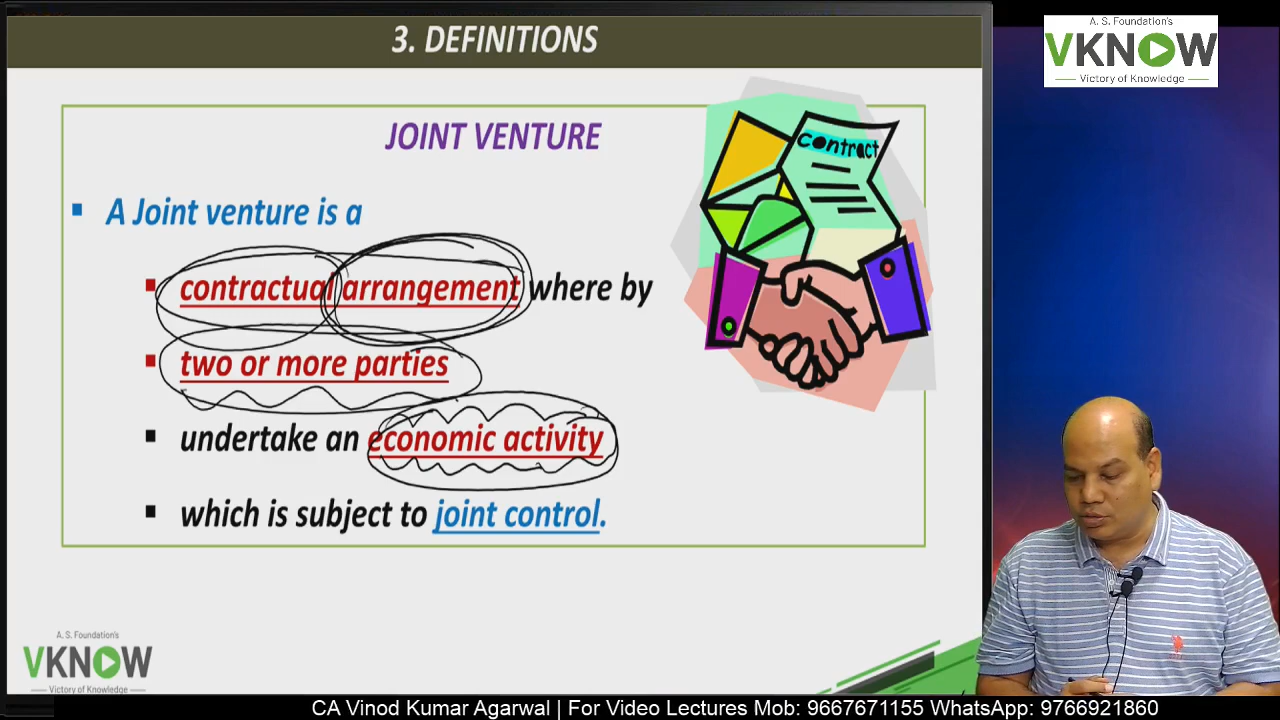 3. DEFINITIONS
A. S. Foundation's
VKNOW
Victory of Knowledge
JOINT VENTURE
contract
A Joint venture is a
contractual arrangement where by
two or more parties
undertake an economic activity
which is subject to joint control.
A. S. Foundation's
VKNOW
Victory of Knowledge
CA Vinod Kumar Agarwal | For Video Lectures Mob: 9667671155 WhatsApp: 9766921860